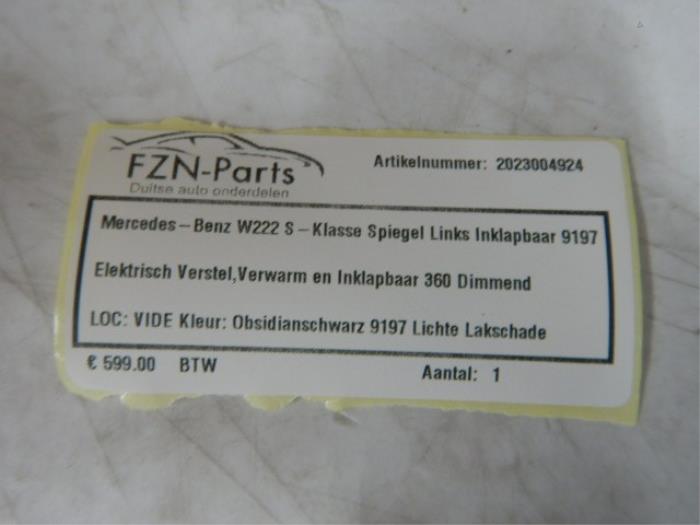 FZN-Parts
Duitse auto onderdelen
Artikelnummer: 2023004924
Mercedes-Benz W222 S-Klasse Spiegel Links Inklapbaar 9197
Elektrisch Verstel,Verwarm en Inklapbaar 360 Dimmend
LOC: VIDE Kleur: Obsidianschwarz 9197 Lichte Lakschade
€ 599.00 BTW Aantal: 1